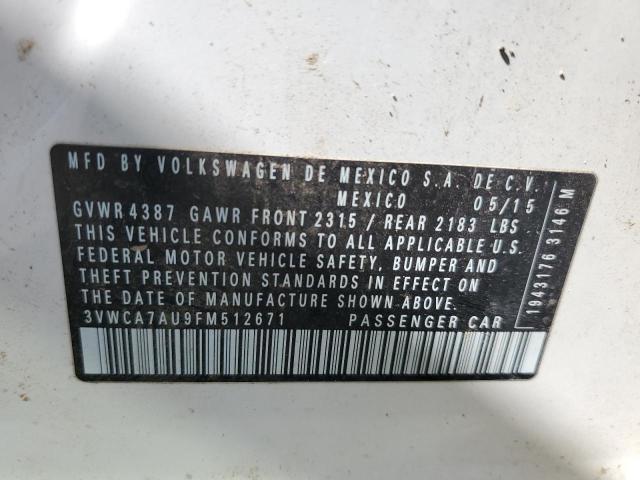 MFD BY VOLKSWAGEN DE MEXICO S.A. DE C.V.
MEXICO 05/15
GVWR 4387 GAWR FRONT 2315 / REAR 2183 LBS
THIS VEHICLE CONFORMS TO ALL APPLICABLE U.S.
FEDERAL MOTOR VEHICLE SAFETY, BUMPER AND
THEFT PREVENTION STANDARDS IN EFFECT ON
THE DATE OF MANUFACTURE SHOWN ABOVE.
3VWCA7AU9FM512671 PASSENGER CAR
1943176 3146 M